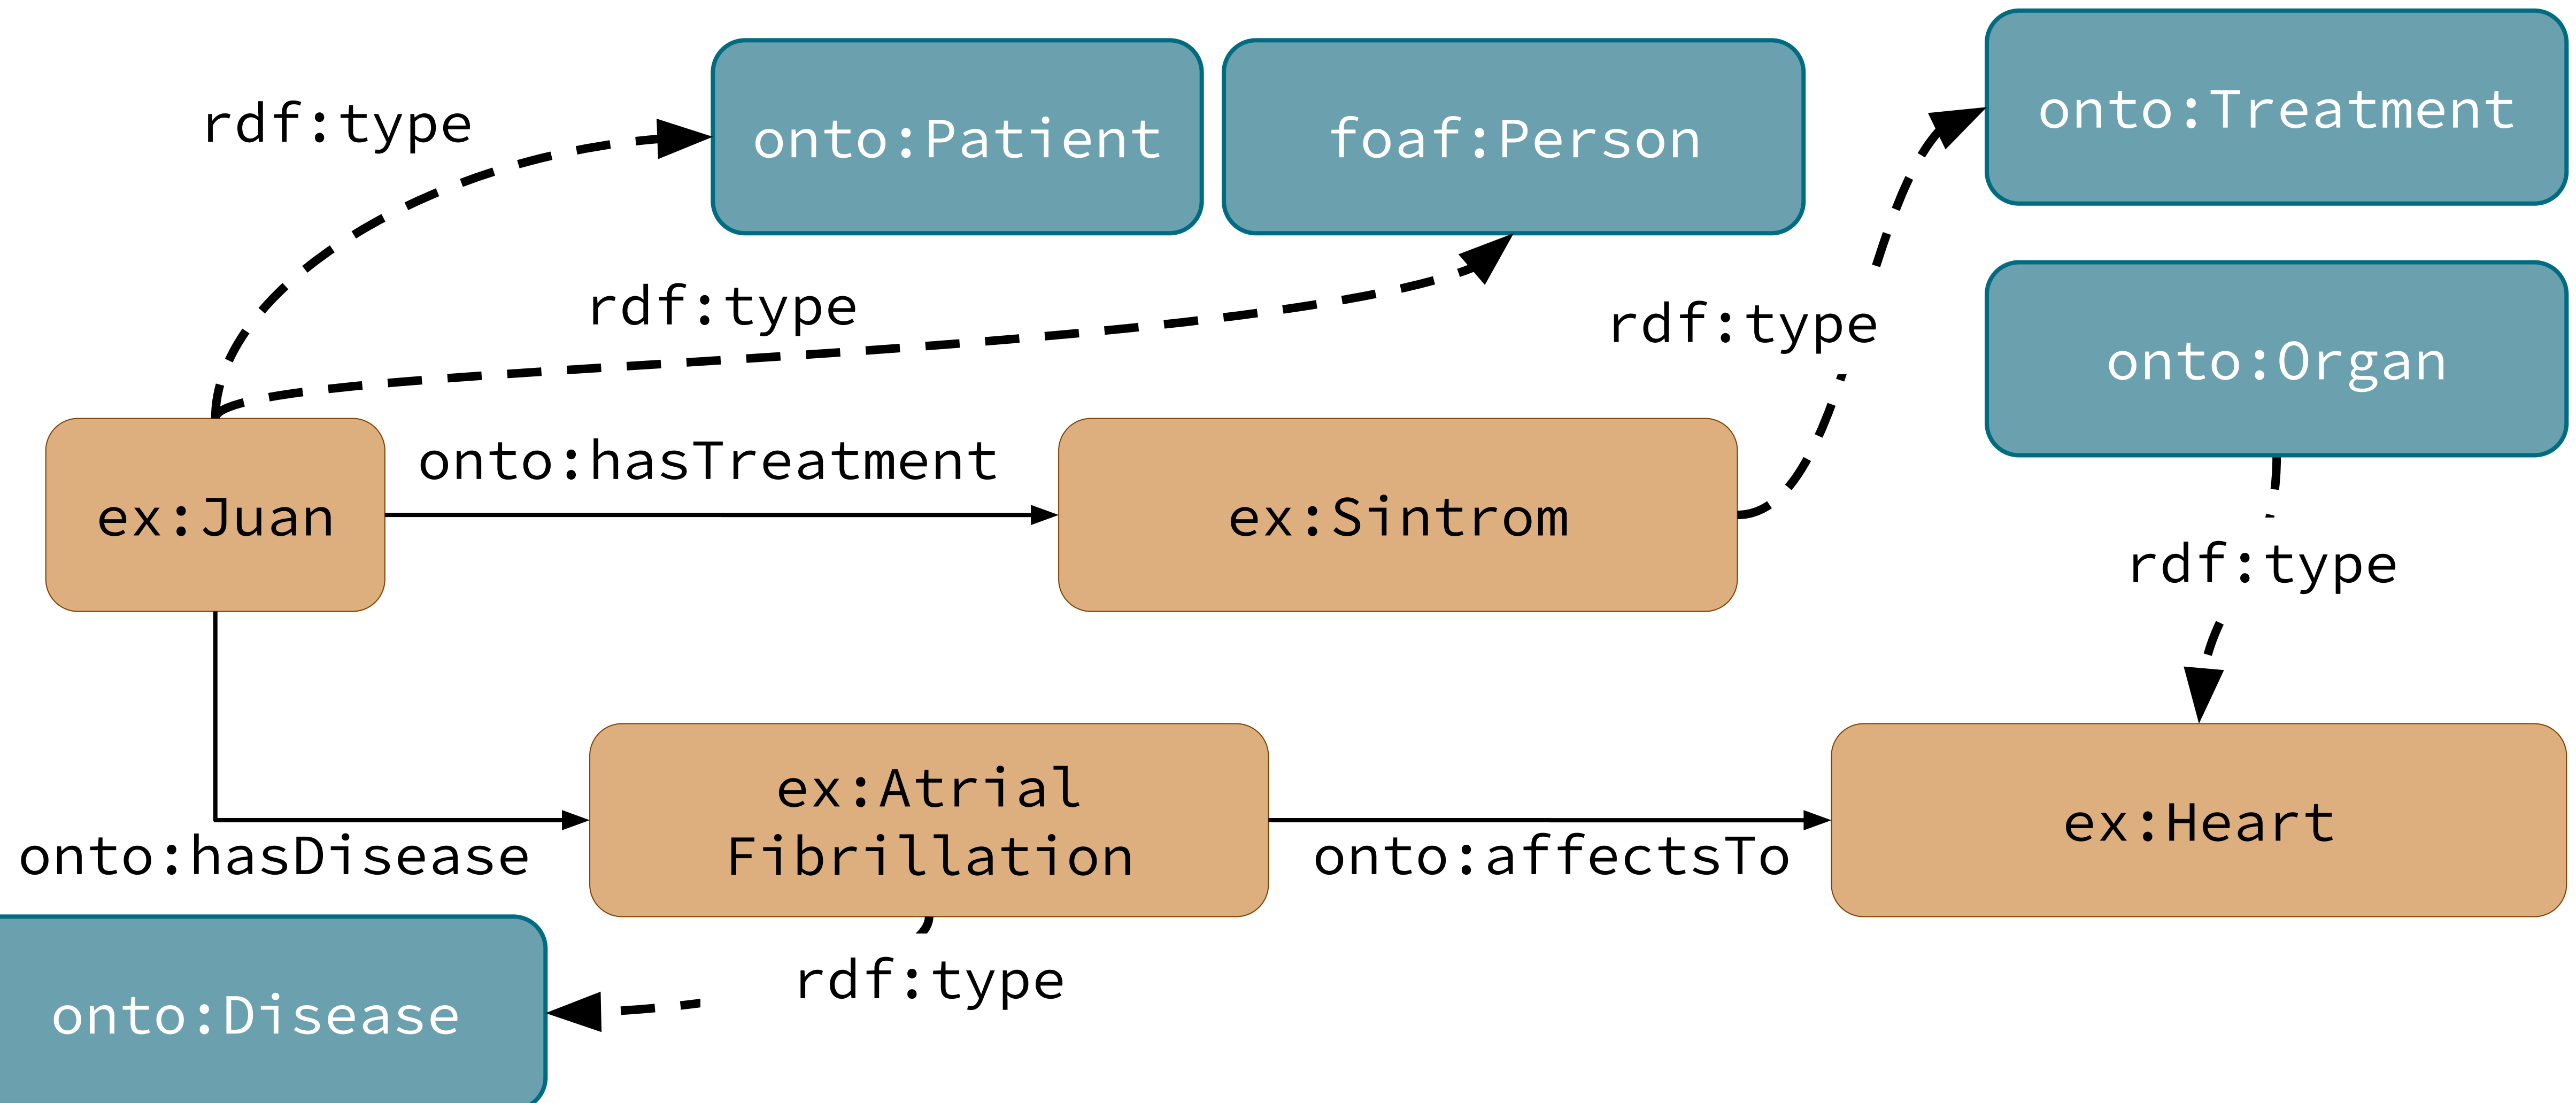 onto:Treatment
rdf:type
onto:Patient
foaf:Person
rdf:type
rdf:type
onto:Organ
onto:hasTreatment
ex:Juan
ex:Sintrom
rdf:type
ex:Atrial
Fibrillation
ex:Heart
onto:hasDisease
onto:affectsTo
rdf:type
onto:Disease